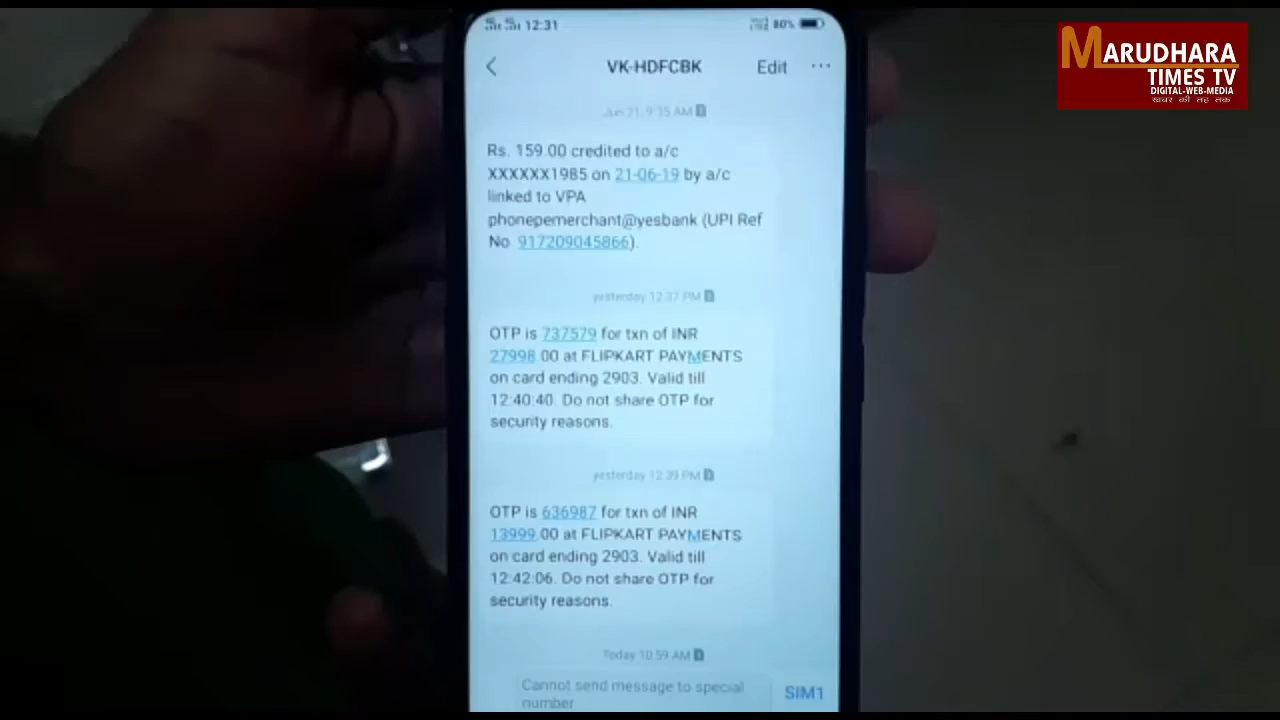 12:31
80%
MARUDHARA
TIMES TV
DIGITAL-WEB-MEDIA
खबर की तह तक
VK-HDFCBK
Edit
Jun 21, 9:35 AM
Rs. 159.00 credited to a/c
XXXXXX1985 on 21-06-19 by a/c
linked to VPA
phonepemerchant@yesbank (UPI Ref
No 917209045866).
yesterday 12:37 PM
OTP is 737579 for txn of INR
27998.00 at FLIPKART PAYMENTS
on card ending 2903. Valid till
12:40:40. Do not share OTP for
security reasons.
yesterday 12:39 PM
OTP is 636987 for txn of INR
13999.00 at FLIPKART PAYMENTS
on card ending 2903. Valid till
12:42:06. Do not share OTP for
security reasons.
Today 10:59 AM
Cannot send message to special
number
SIM1